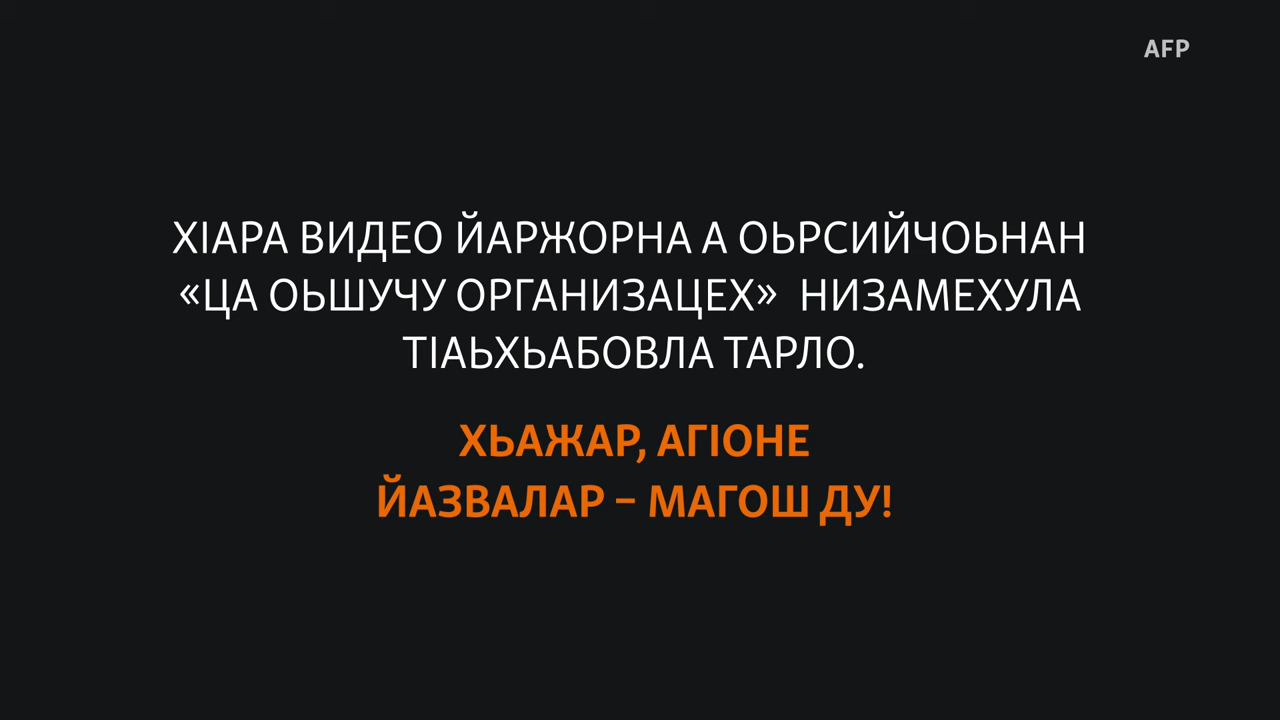 AFP
ХІАРА ВИДЕО ЙАРЖОРНА А ОЬРСИЙЧОЬНАН
«ЦА ОЬШУЧУ ОРГАНИЗАЦЕХ» НИЗАМЕХУЛА
ТІАЬХЬАБОВЛА ТАРЛО.
ХЬАЖАР, АГІОНЕ
ЙАЗВАЛАР – МАГОШ ДУ!